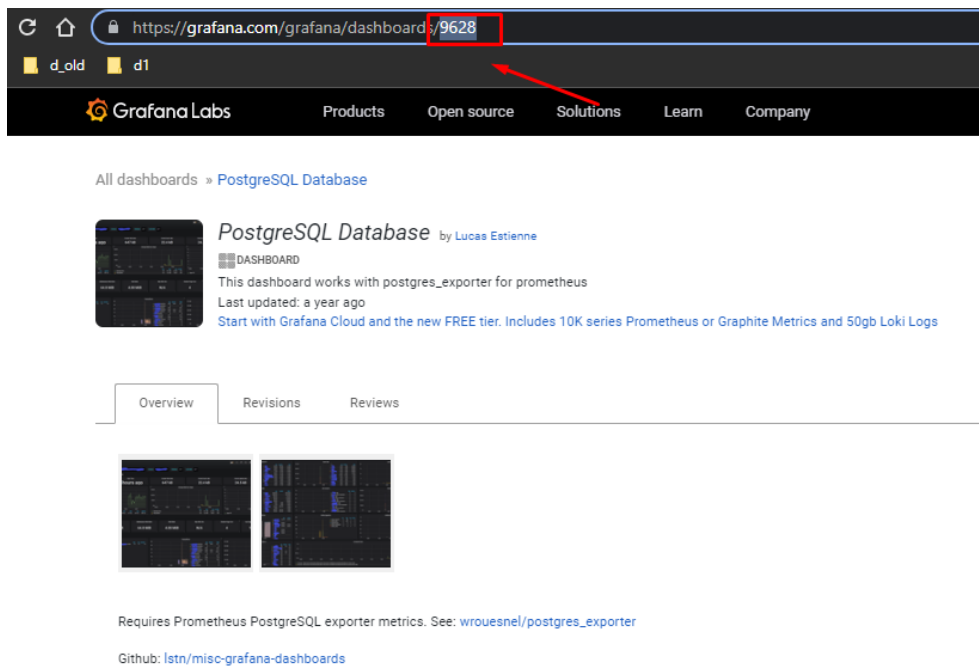 https://grafana.com/grafana/dashboards/9628
d_old d1
Grafana Labs Products Open source Solutions Learn Company
All dashboards » PostgreSQL Database
PostgreSQL Database by Lucas Estienne
DASHBOARD
This dashboard works with postgres_exporter for prometheus
Last updated: a year ago
Start with Grafana Cloud and the new FREE tier. Includes 10K series Prometheus or Graphite Metrics and 50gb Loki Logs
Overview Revisions Reviews
Requires Prometheus PostgreSQL exporter metrics. See: wrouesnel/postgres_exporter
Github: lstn/misc-grafana-dashboards